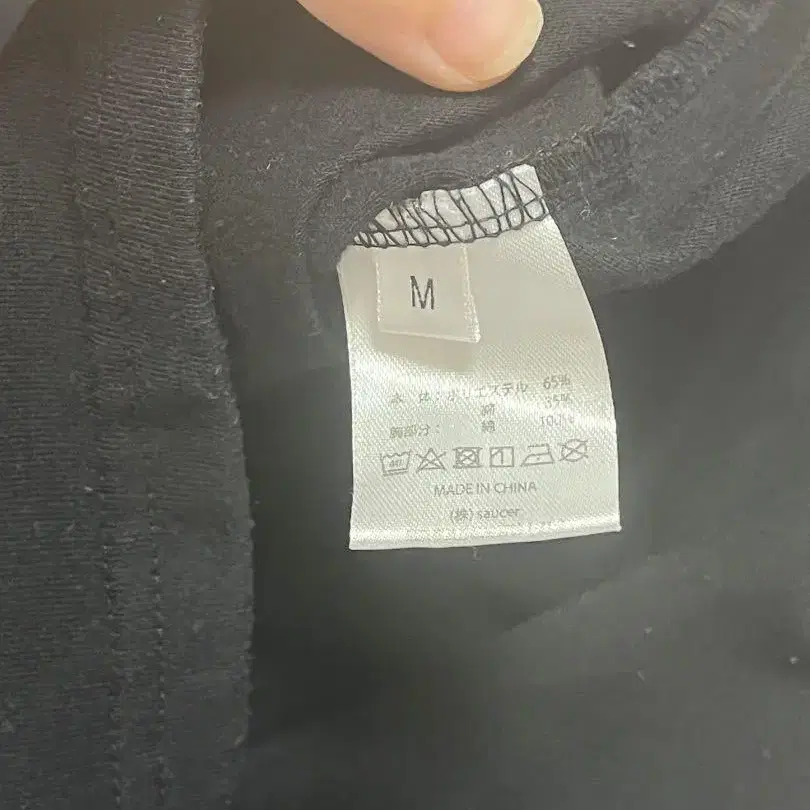 M
本 体：ポリエステル 65%
綿 35%
胸部分： 綿 100%
40
MADE IN CHINA
(株) saucer